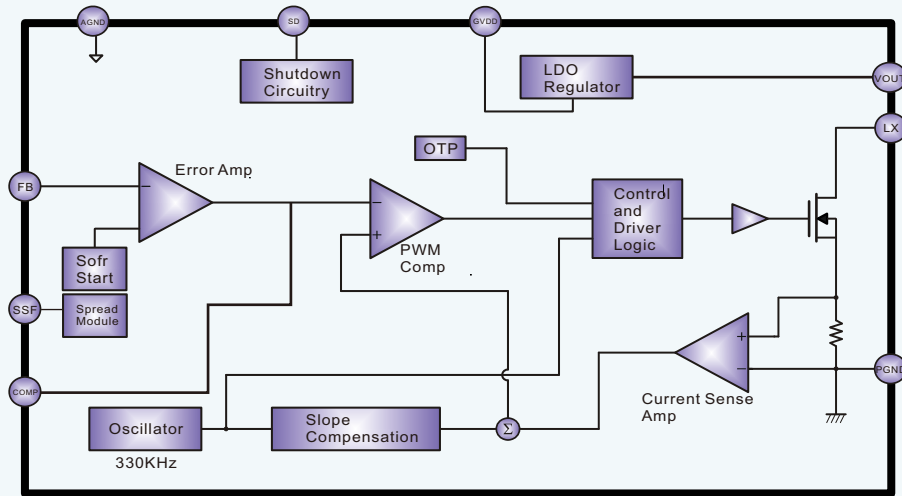 AGND
SD
GVDD
Shutdown
Circuitry
LDO
Regulator
VOUT
LX
OTP
Error Amp
FB
−
−
+
PWM
Comp
Control
and
Driver
Logic
Sofr
Start
SSF
Spread
Module
+
−
Current Sense
Amp
PGND
COMP
Oscillator
330KHz
Slope
Compensation
Σ